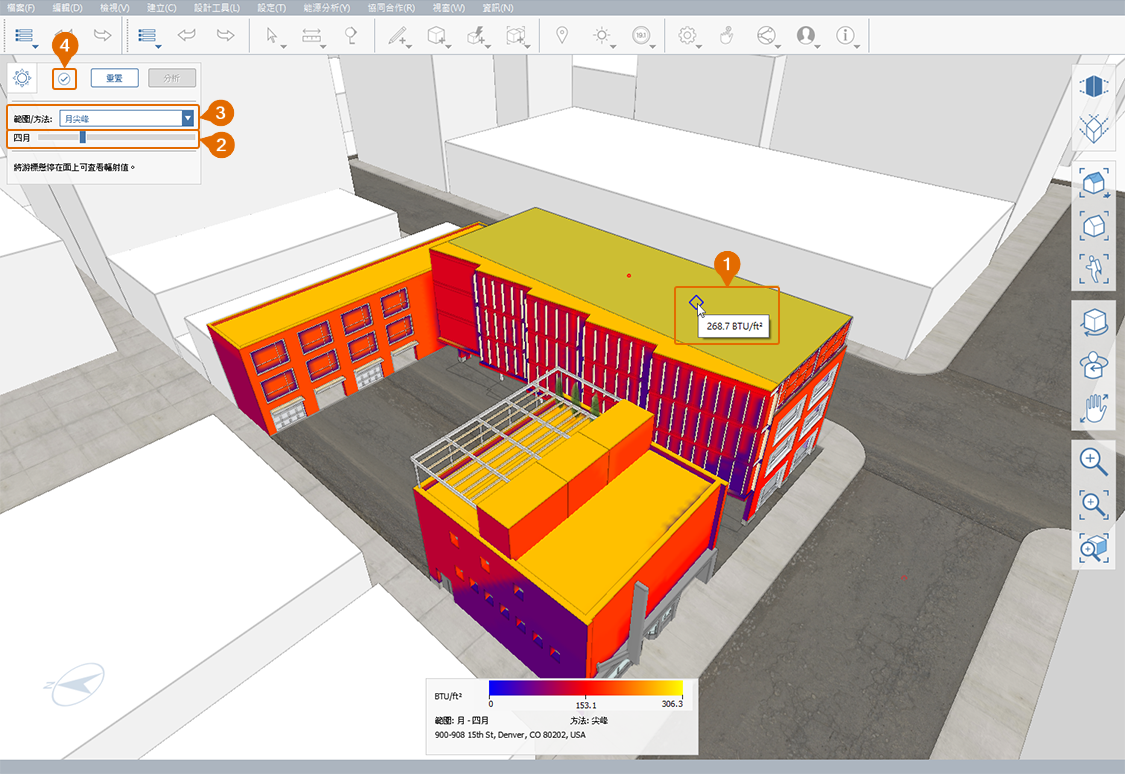 檔案(F) 編輯(D) 檢視(V) 建立(C) 設計工具(L) 設定(T) 能源分析(Y) 協同合作(R) 視窗(W) 資訊(N)
4
重置 分析
範圍/方法: 月尖峰 3
四月 2
將游標懸停在面上可查看輻射值。
1
268.7 BTU/ft²
BTU/ft²
0 153.1 306.3
範圍: 月 - 四月 方法: 尖峰
900-908 15th St, Denver, CO 80202, USA